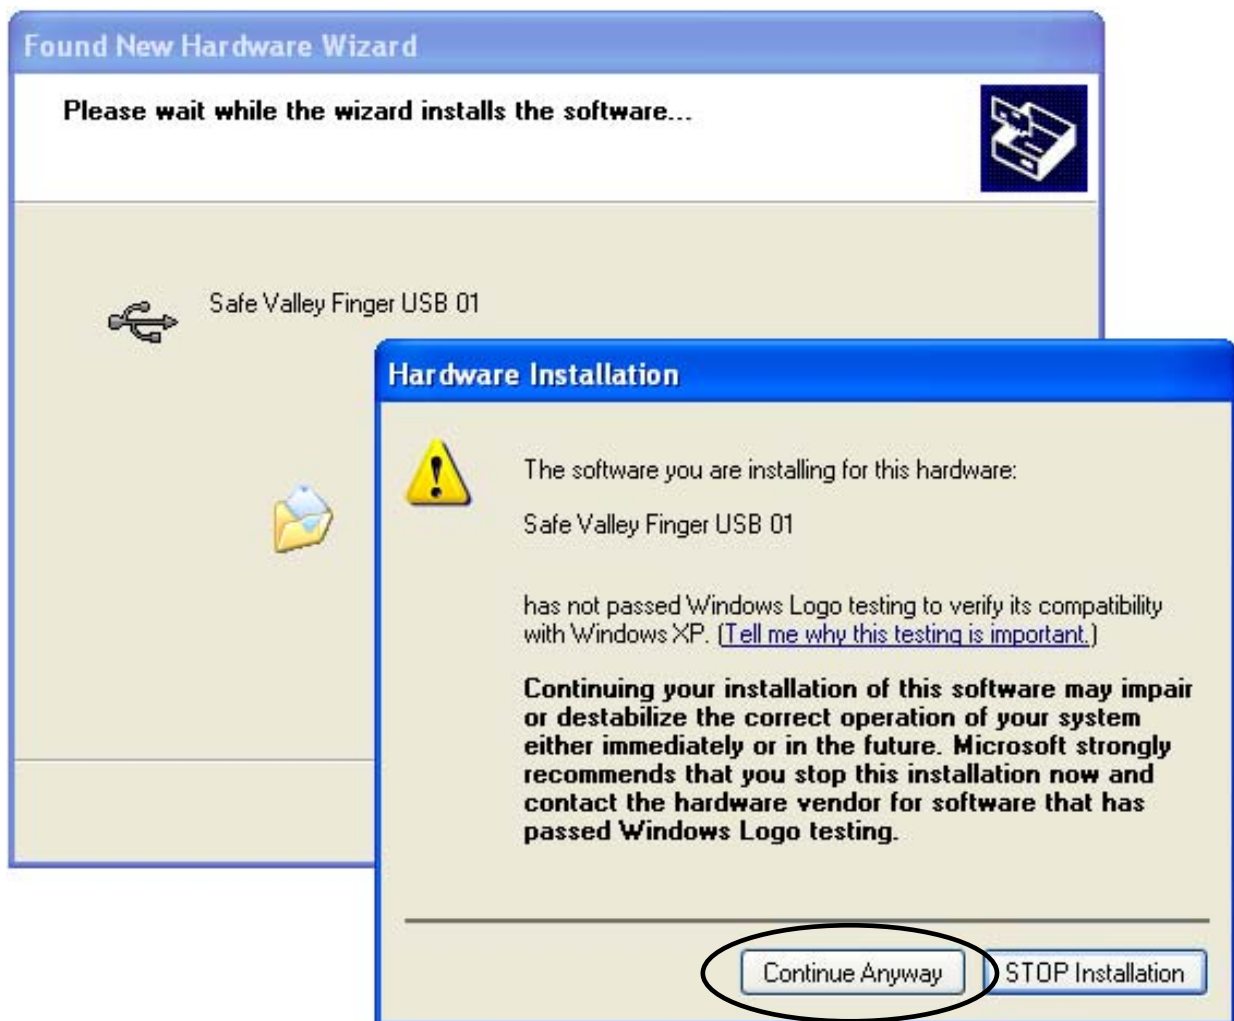 Found New Hardware Wizard
Please wait while the wizard installs the software...
Safe Valley Finger USB 01
Hardware Installation
The software you are installing for this hardware:
Safe Valley Finger USB 01
has not passed Windows Logo testing to verify its compatibility
with Windows XP. (Tell me why this testing is important.)
Continuing your installation of this software may impair
or destabilize the correct operation of your system
either immediately or in the future. Microsoft strongly
recommends that you stop this installation now and
contact the hardware vendor for software that has
passed Windows Logo testing.
Continue Anyway STOP Installation